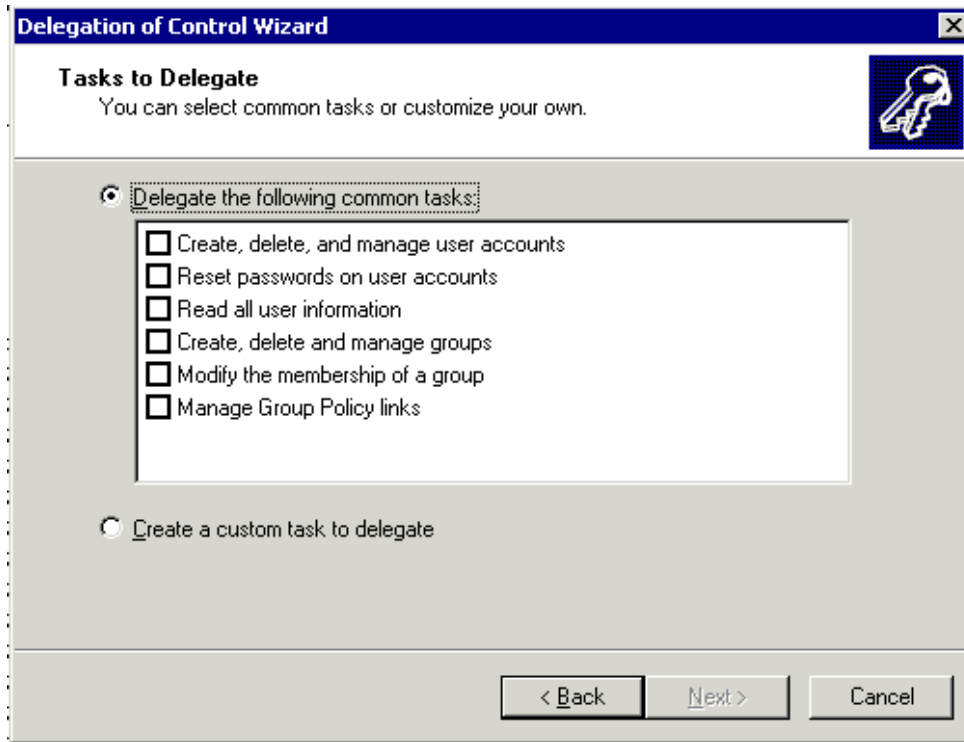 Delegation of Control Wizard
Tasks to Delegate
You can select common tasks or customize your own.
Delegate the following common tasks:
Create, delete, and manage user accounts
Reset passwords on user accounts
Read all user information
Create, delete and manage groups
Modify the membership of a group
Manage Group Policy links
Create a custom task to delegate
< Back Next > Cancel